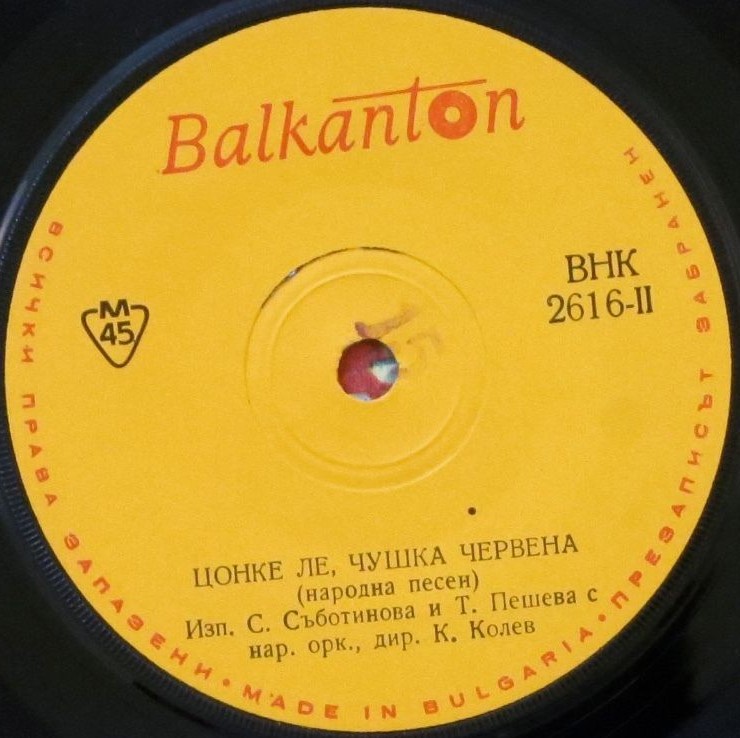 Balkanton
ВНК
2616-II
М
45
ЦОНКЕ ЛЕ, ЧУШКА ЧЕРВЕНА
(народна песен)
Изп. С. Съботинова и Т. Пешева с
нар. орк., дир. К. Колев
ВСИЧКИ ПРАВА ЗАПАЗЕНИ • MADE IN BULGARIA • ПРЕЗАПИСЪТ ЗАБРАНЕН